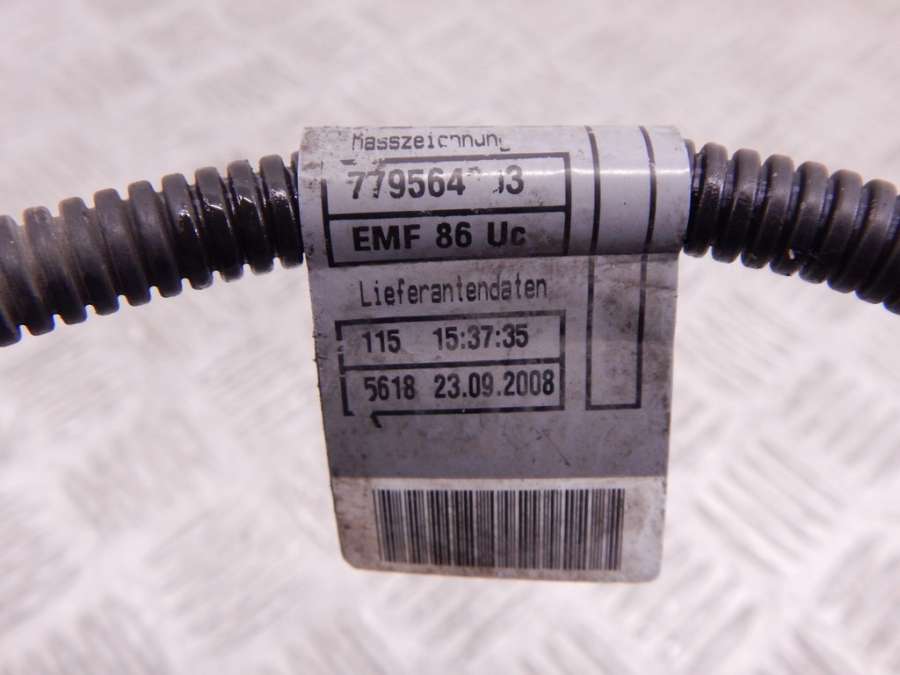 Masszeichnung
EMF 86 Uc
Lieferantendaten
115 15:37:35
5618 23.09.2008